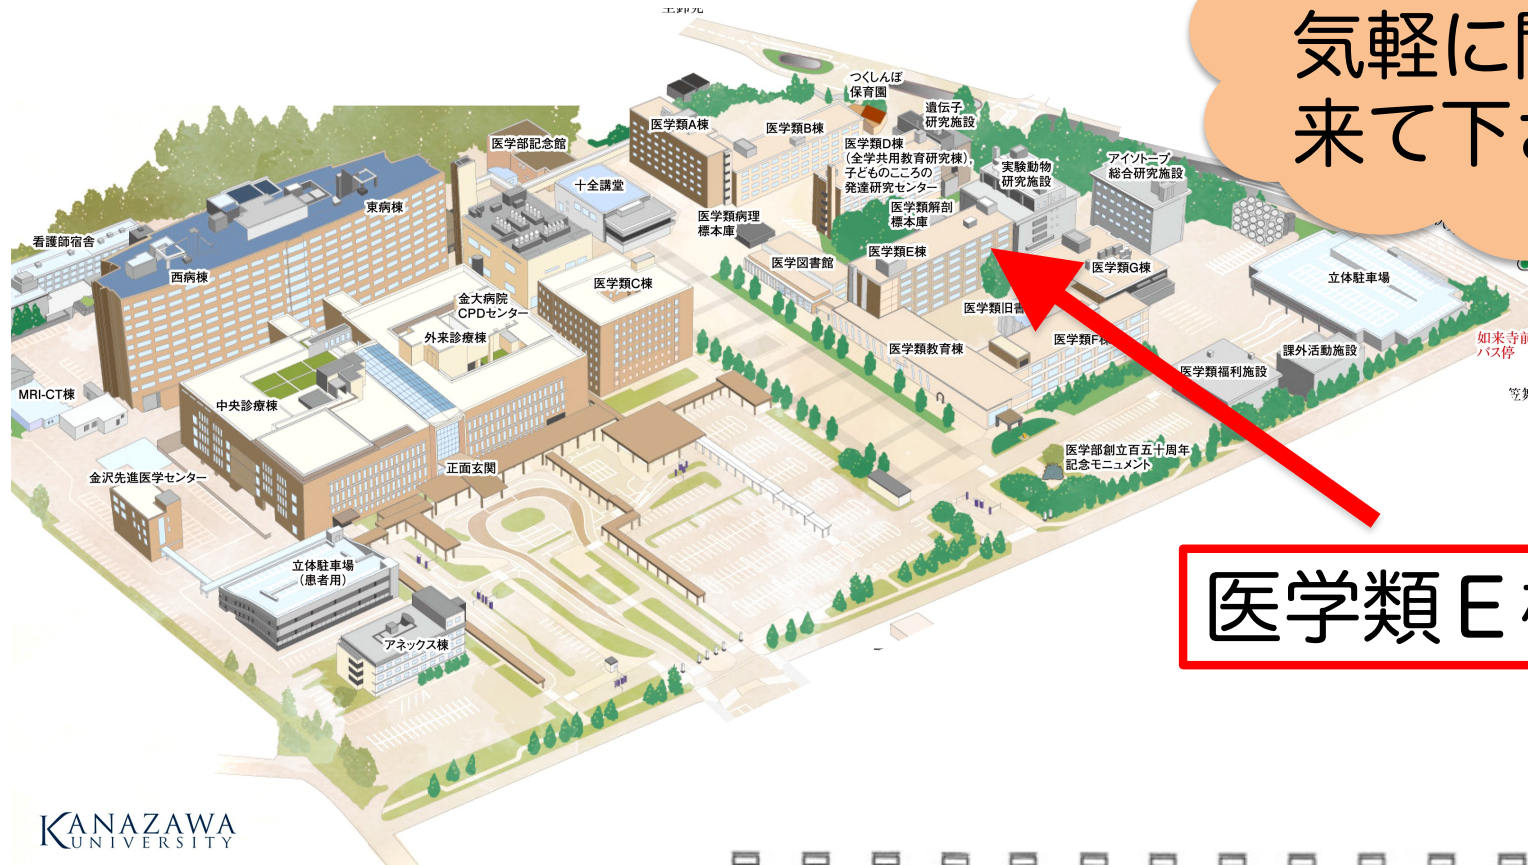 気軽に
来て下
つくしんぼ
保育園
遺伝子
研究施設
医学類A棟
医学類B棟
医学部記念館
医学類D棟
(全学共用教育研究棟),
子どものこころの
発達研究センター
実験動物
研究施設
アイソトープ
総合研究施設
十全講堂
東病棟
医学類病理
標本庫
医学類解剖
標本庫
看護師宿舎
医学類E棟
医学図書館
医学類G棟
西病棟
医学類C棟
立体駐車場
金大病院
CPDセンター
外来診療棟
医学類旧書
医学類F棟
医学類教育棟
如来寺前
バス停
課外活動施設
医学類福利施設
MRI-CT棟
中央診療棟
医学部創立百五十周年
記念モニュメント
正面玄関
金沢先進医学センター
立体駐車場
(患者用)
アネックス棟
医学類E
KANAZAWA
UNIVERSITY